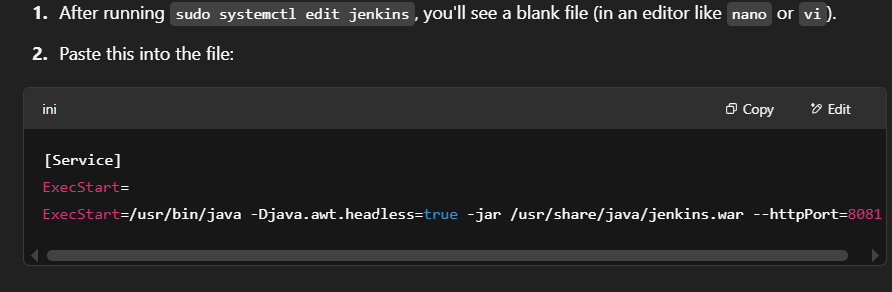 1. After running sudo systemctl edit jenkins, you'll see a blank file (in an editor like nano or vi).
2. Paste this into the file:
ini
Copy
Edit
[Service]
ExecStart=
ExecStart=/usr/bin/java -Djava.awt.headless=true -jar /usr/share/java/jenkins.war --httpPort=8081